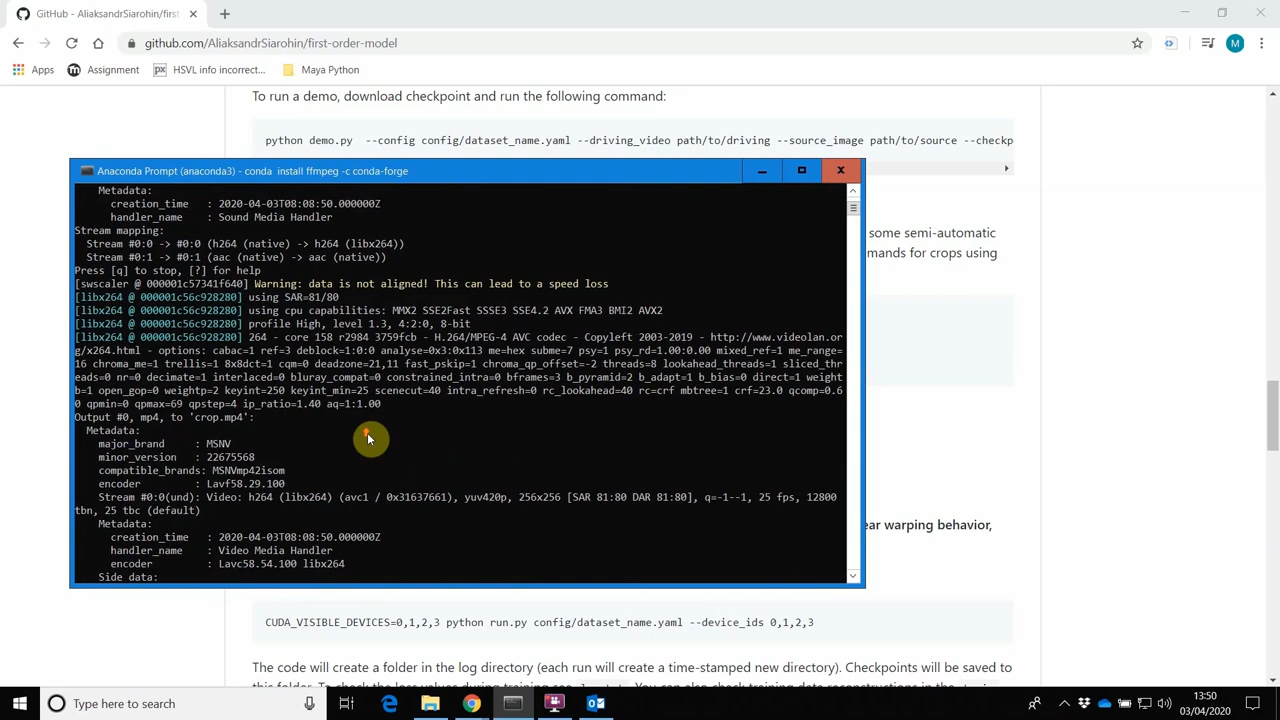 GitHub - AliaksandrSiarohin/first
github.com/AliaksandrSiarohin/first-order-model
M
Apps
Assignment
px
HSVL info incorrect...
Maya Python
To run a demo, download checkpoint and run the following command:
python demo.py  --config config/dataset_name.yaml --driving_video path/to/driving --source_image path/to/source --checkp
Anaconda Prompt (anaconda3) - conda  install ffmpeg -c conda-forge
Metadata:
creation_time   : 2020-04-03T08:08:50.000000Z
handler_name    : Sound Media Handler
Stream mapping:
Stream #0:0 -> #0:0 (h264 (native) -> h264 (libx264))
Stream #0:1 -> #0:1 (aac (native) -> aac (native))
Press [q] to stop, [?] for help
[swscaler @ 000001c57341f640] Warning: data is not aligned! This can lead to a speed loss
[libx264 @ 000001c56c928280] using SAR=81/80
[libx264 @ 000001c56c928280] using cpu capabilities: MMX2 SSE2Fast SSSE3 SSE4.2 AVX FMA3 BMI2 AVX2
[libx264 @ 000001c56c928280] profile High, level 1.3, 4:2:0, 8-bit
[libx264 @ 000001c56c928280] 264 - core 158 r2984 3759fcb - H.264/MPEG-4 AVC codec - Copyleft 2003-2019 - http://www.videolan.or
g/x264.html - options: cabac=1 ref=3 deblock=1:0:0 analyse=0x3:0x113 me=hex subme=7 psy=1 psy_rd=1.00:0.00 mixed_ref=1 me_range=
16 chroma_me=1 trellis=1 8x8dct=1 cqm=0 deadzone=21,11 fast_pskip=1 chroma_qp_offset=-2 threads=8 lookahead_threads=1 sliced_thr
eads=0 nr=0 decimate=1 interlaced=0 bluray_compat=0 constrained_intra=0 bframes=3 b_pyramid=2 b_adapt=1 b_bias=0 direct=1 weight
b=1 open_gop=0 weightp=2 keyint=250 keyint_min=25 scenecut=40 intra_refresh=0 rc_lookahead=40 rc=crf mbtree=1 crf=23.0 qcomp=0.6
0 qpmin=0 qpmax=69 qpstep=4 ip_ratio=1.40 aq=1:1.00
Output #0, mp4, to 'crop.mp4':
Metadata:
major_brand     : MSNV
minor_version   : 22675568
compatible_brands: MSNVmp42isom
encoder         : Lavf58.29.100
Stream #0:0(und): Video: h264 (libx264) (avc1 / 0x31637661), yuv420p, 256x256 [SAR 81:80 DAR 81:80], q=-1--1, 25 fps, 12800
tbn, 25 tbc (default)
Metadata:
creation_time   : 2020-04-03T08:08:50.000000Z
handler_name    : Video Media Handler
encoder         : Lavc58.54.100 libx264
Side data:
some semi-automatic
mands for crops using
ear warping behavior,
CUDA_VISIBLE_DEVICES=0,1,2,3 python run.py config/dataset_name.yaml --device_ids 0,1,2,3
The code will create a folder in the log directory (each run will create a time-stamped new directory). Checkpoints will be saved to
Type here to search
13:50
03/04/2020